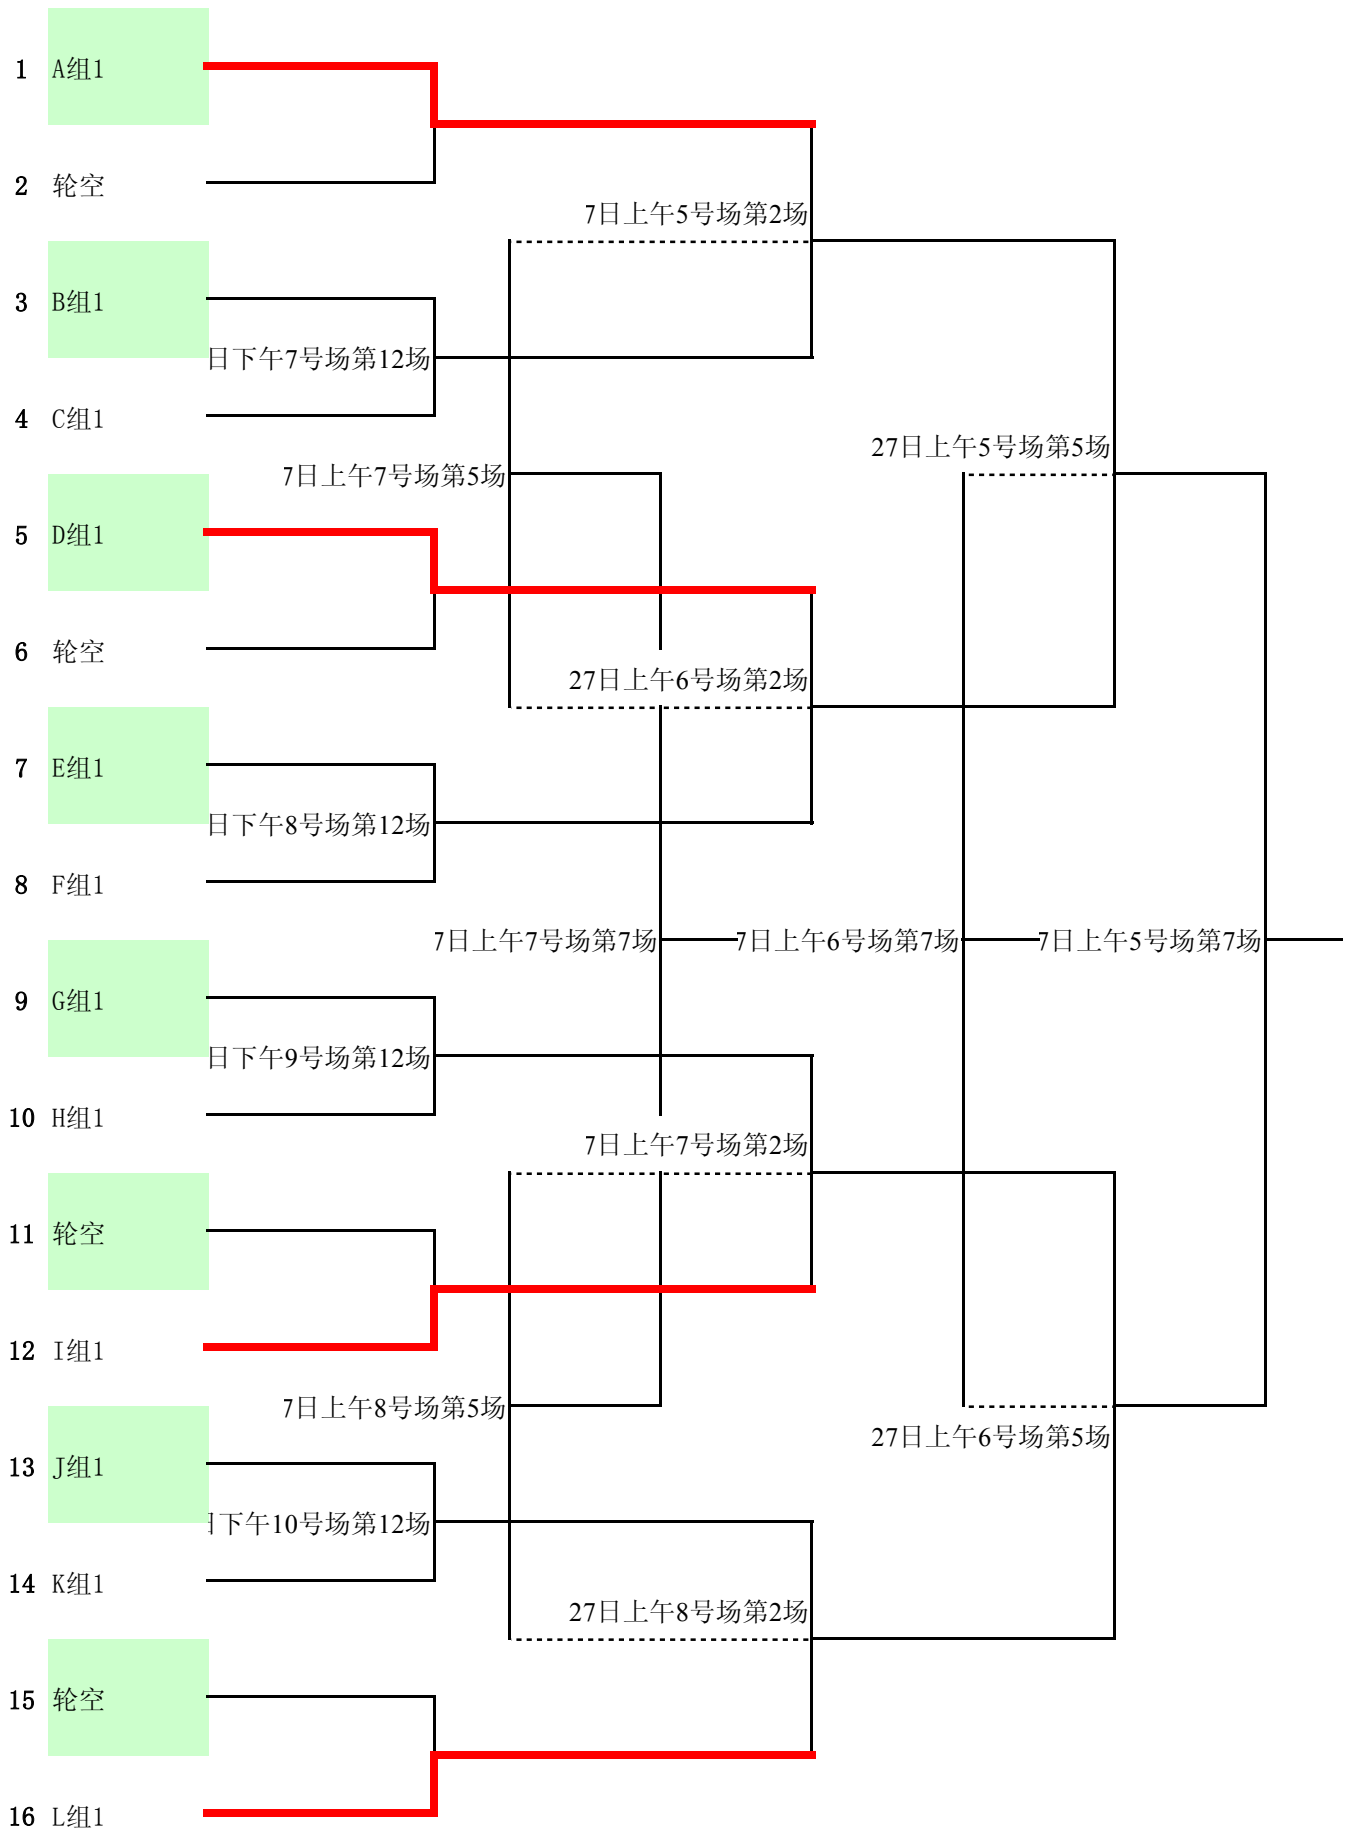 1 A组1
2 轮空
7日上午5号场第2场
3 B组1
日下午7号场第12场
4 C组1
27日上午5号场第5场
7日上午7号场第5场
5 D组1
6 轮空
27日上午6号场第2场
7 E组1
日下午8号场第12场
8 F组1
7日上午7号场第7场 7日上午6号场第7场 7日上午5号场第7场
9 G组1
日下午9号场第12场
10 H组1
7日上午7号场第2场
11 轮空
12 I组1
7日上午8号场第5场
27日上午6号场第5场
13 J组1
日下午10号场第12场
14 K组1
27日上午8号场第2场
15 轮空
16 L组1